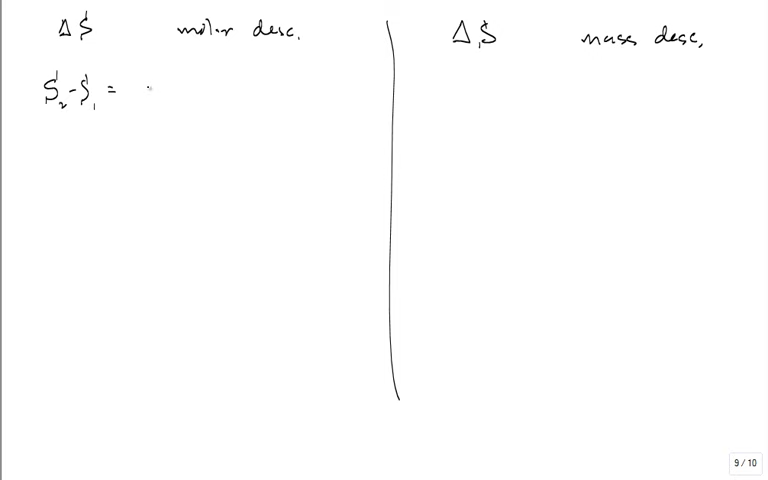 ΔS molar desc.
S₂-S₁ =
ΔS mass desc.
9 / 10